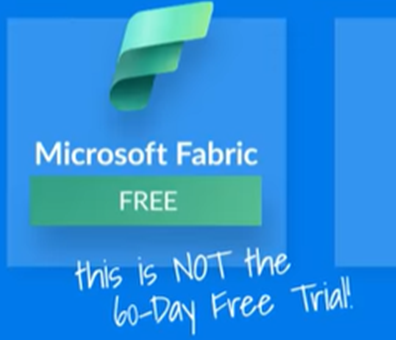 Microsoft Fabric
FREE
this is NOT the
60-Day Free Trial!